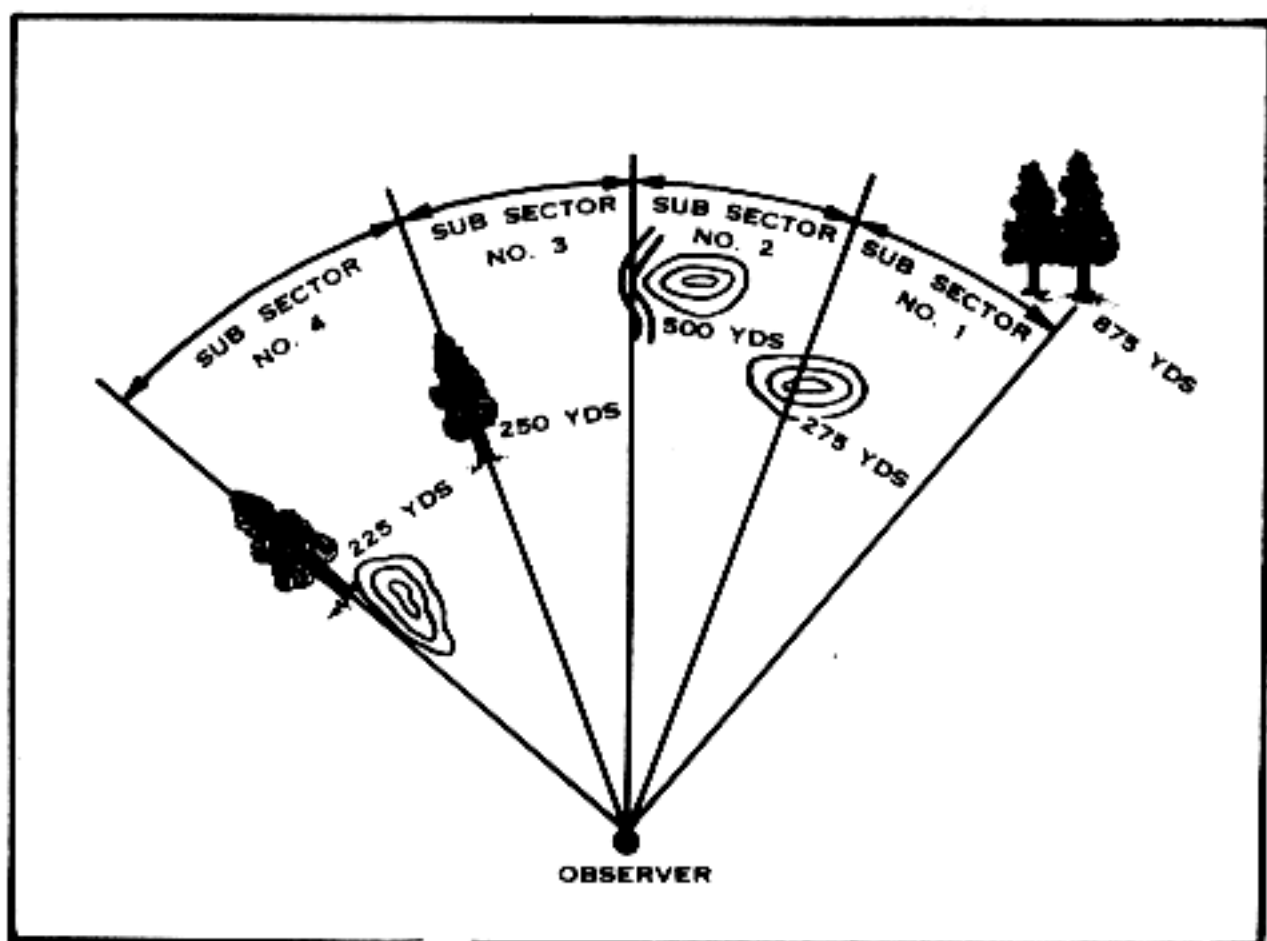 SUB SECTOR
NO. 4
SUB SECTOR
NO. 3
SUB SECTOR
NO. 2
SUB SECTOR
NO. 1
875 YDS
500 YDS
275 YDS
250 YDS
225 YDS
OBSERVER